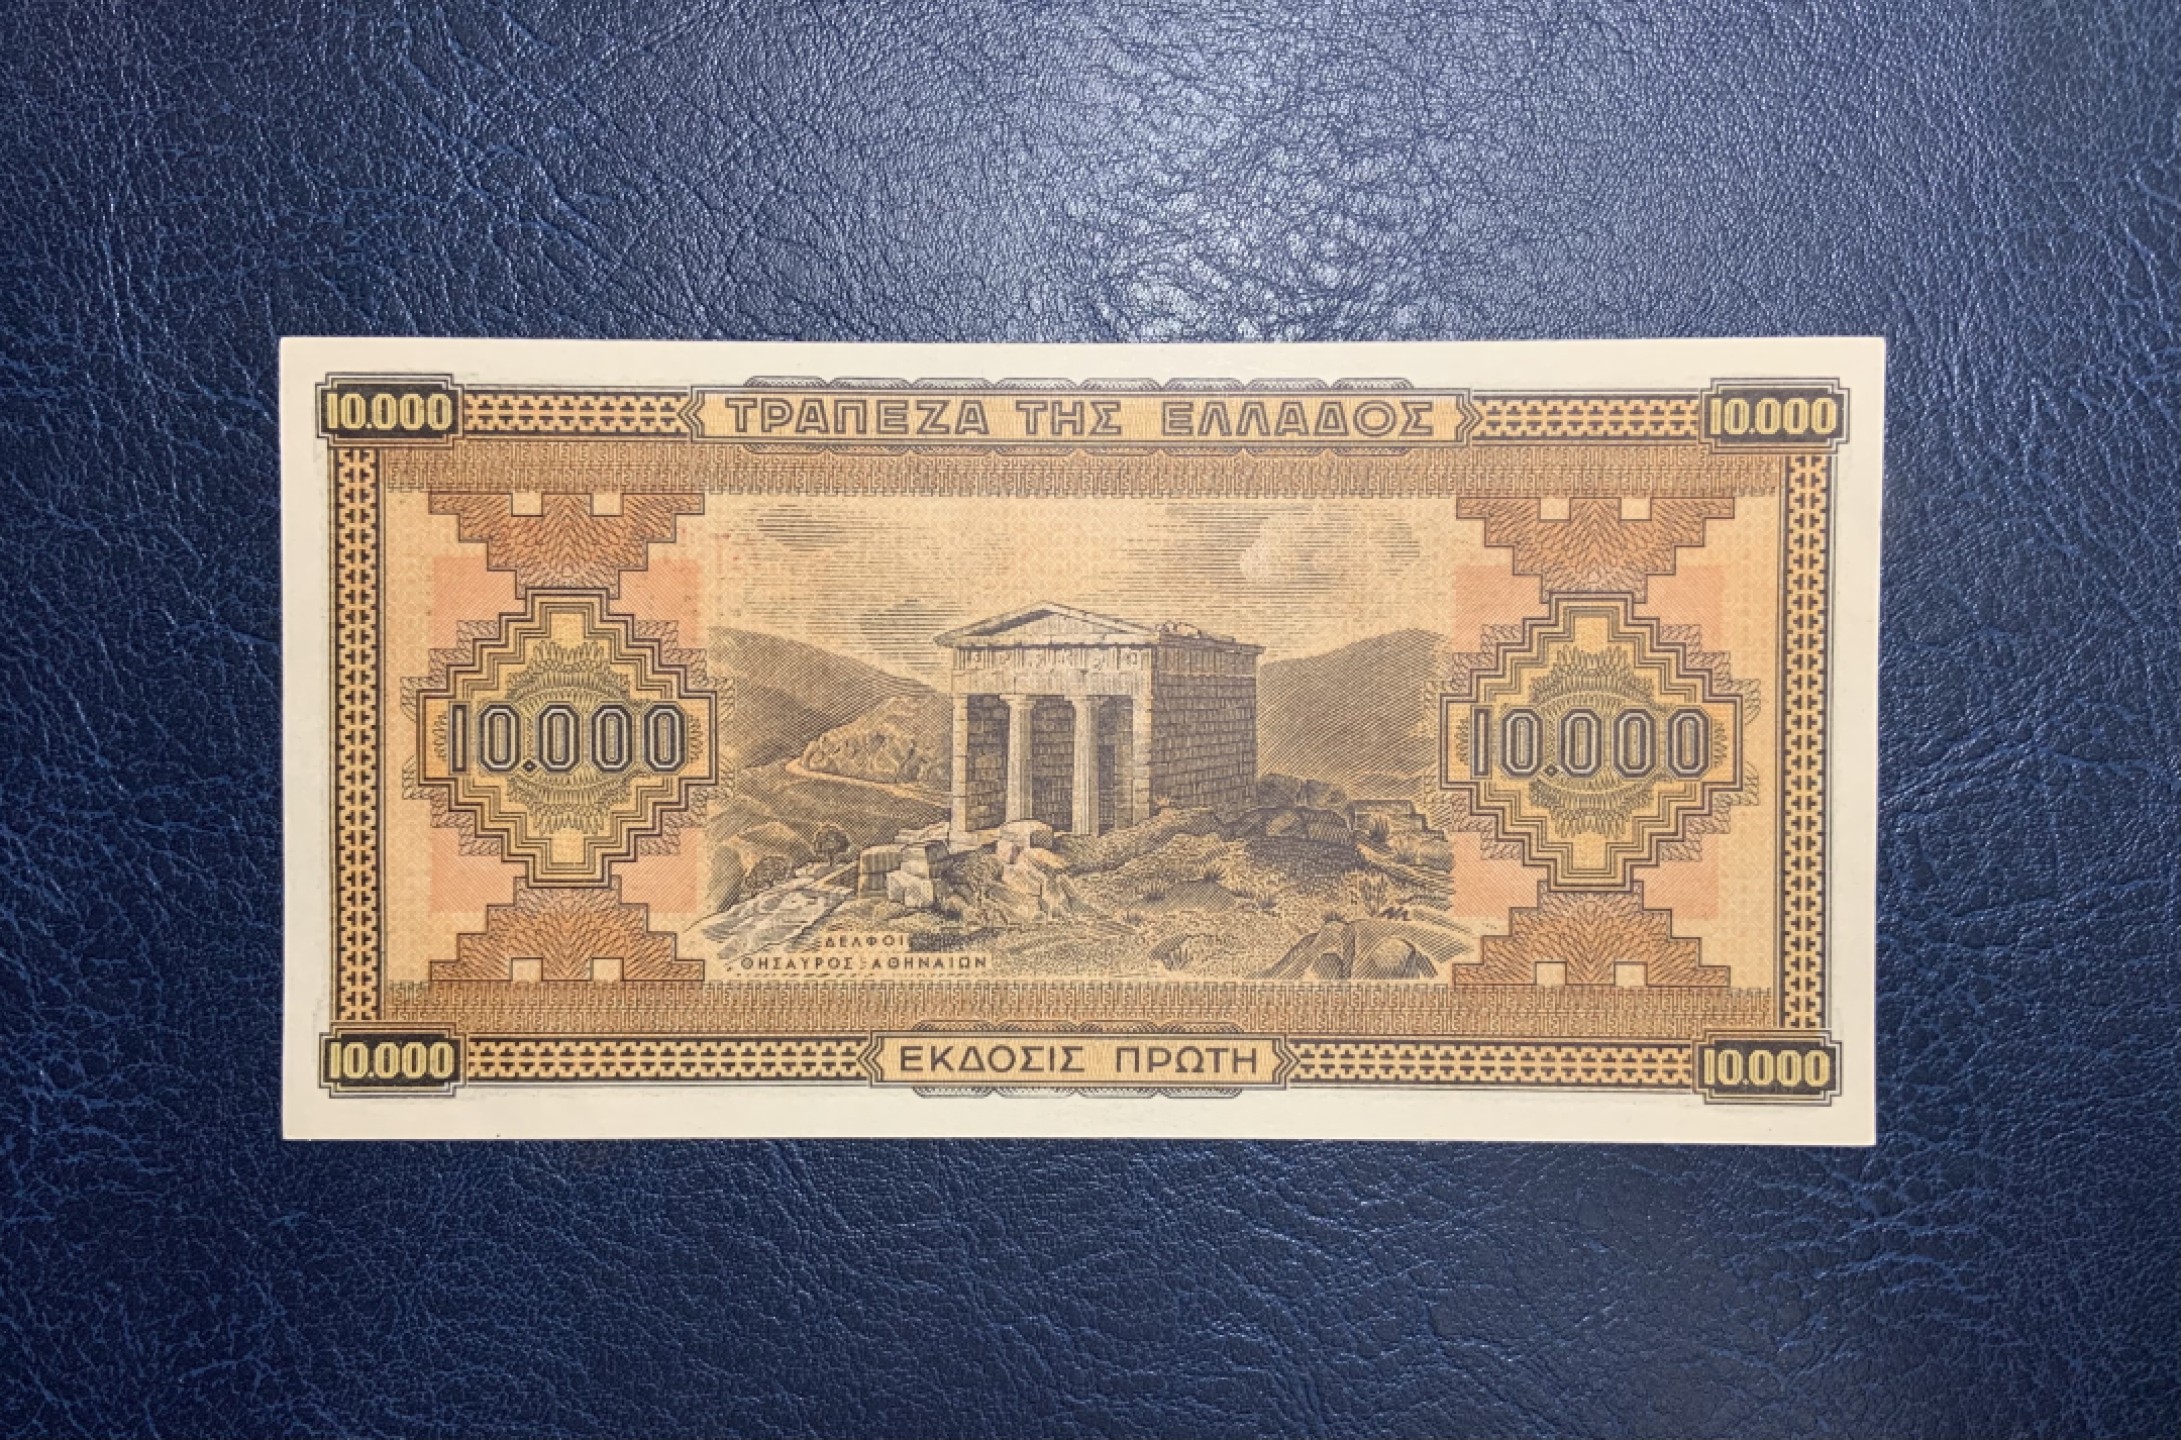 10.000 ΤΡΑΠΕΖΑ ΤΗΣ ΕΛΛΑΔΟΣ 10.000
10.000 10.000
ΔΕΛΦΟΙ
ΘΗΣΑΥΡΟΣ ΑΘΗΝΑΙΩΝ
10.000 ΕΚΔΟΣΙΣ ΠΡΩΤΗ 10.000